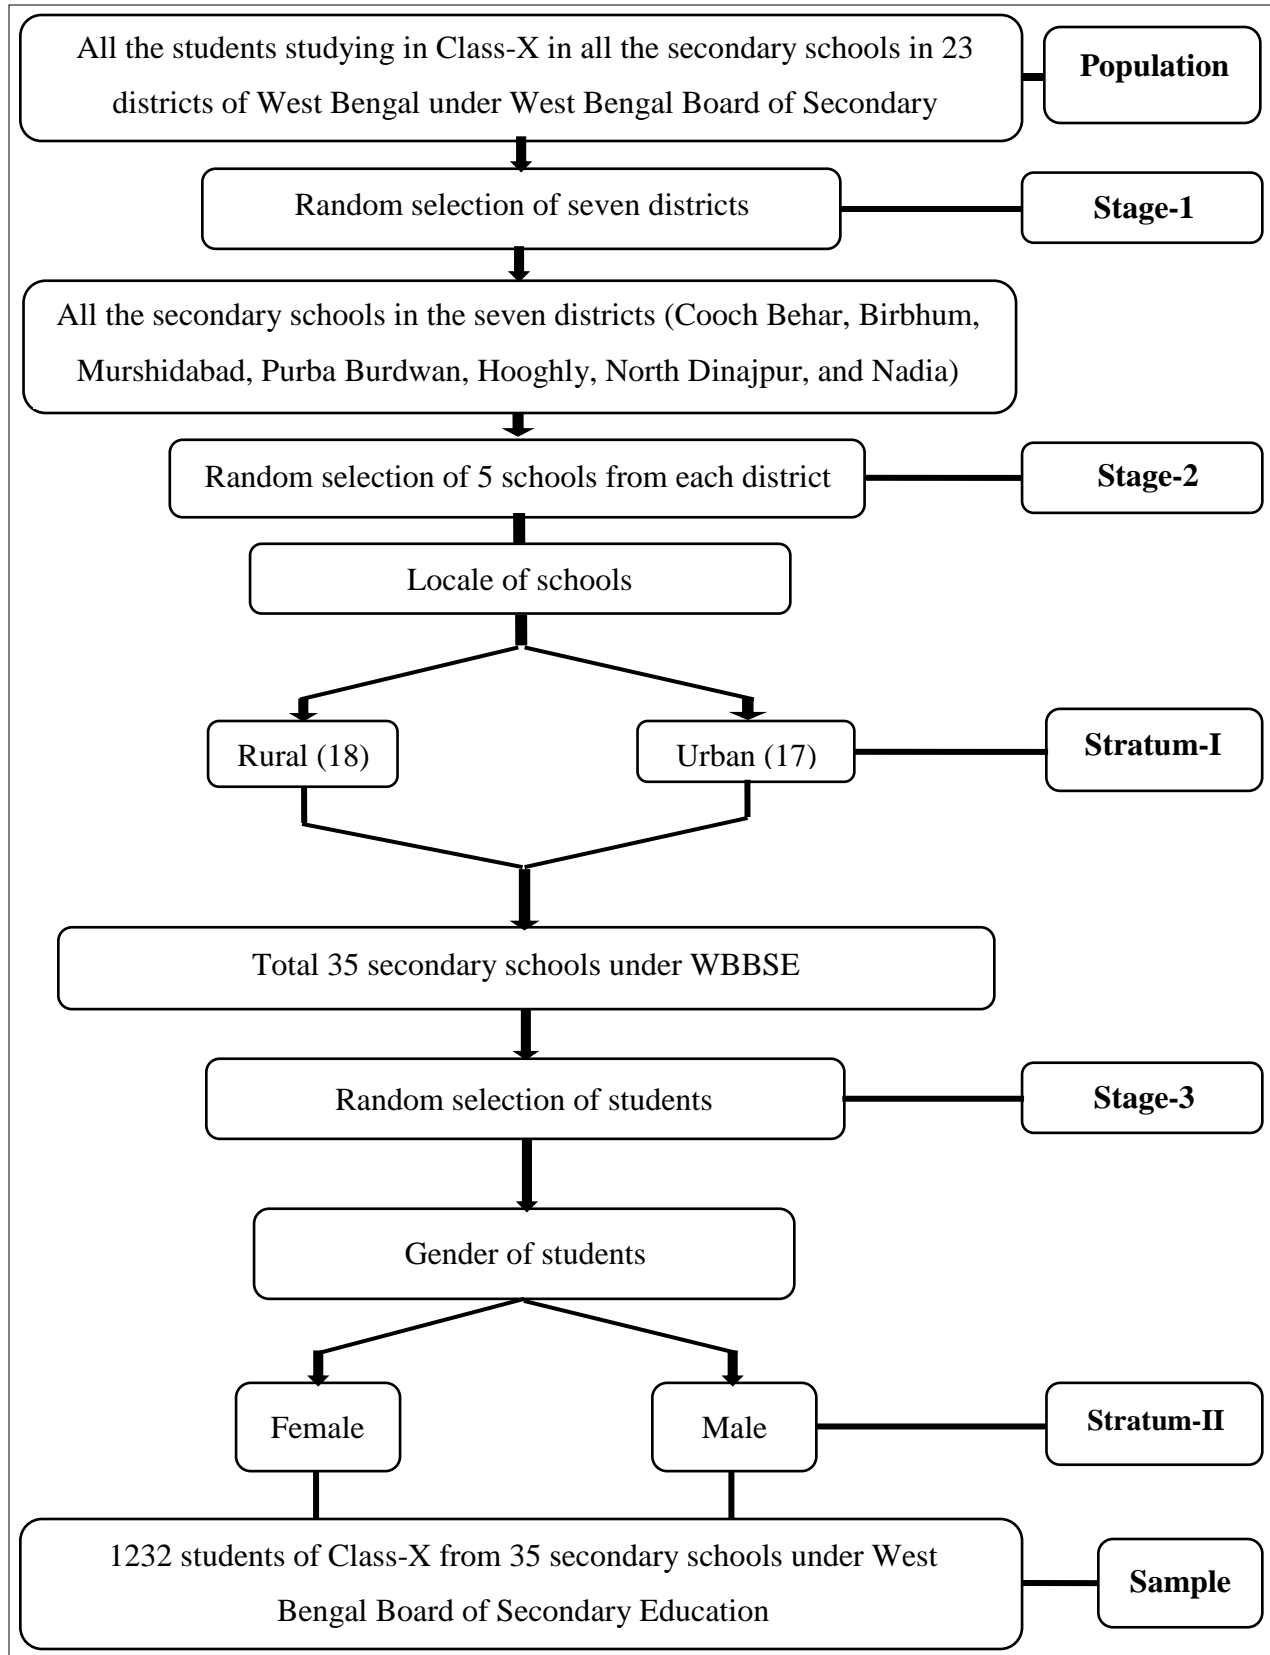 All the students studying in Class-X in all the secondary schools in 23
districts of West Bengal under West Bengal Board of Secondary
Population
Random selection of seven districts
Stage-1
All the secondary schools in the seven districts (Cooch Behar, Birbhum,
Murshidabad, Purba Burdwan, Hooghly, North Dinajpur, and Nadia)
Random selection of 5 schools from each district
Stage-2
Locale of schools
Rural (18)
Urban (17)
Stratum-I
Total 35 secondary schools under WBBSE
Random selection of students
Stage-3
Gender of students
Female
Male
Stratum-II
1232 students of Class-X from 35 secondary schools under West
Bengal Board of Secondary Education
Sample